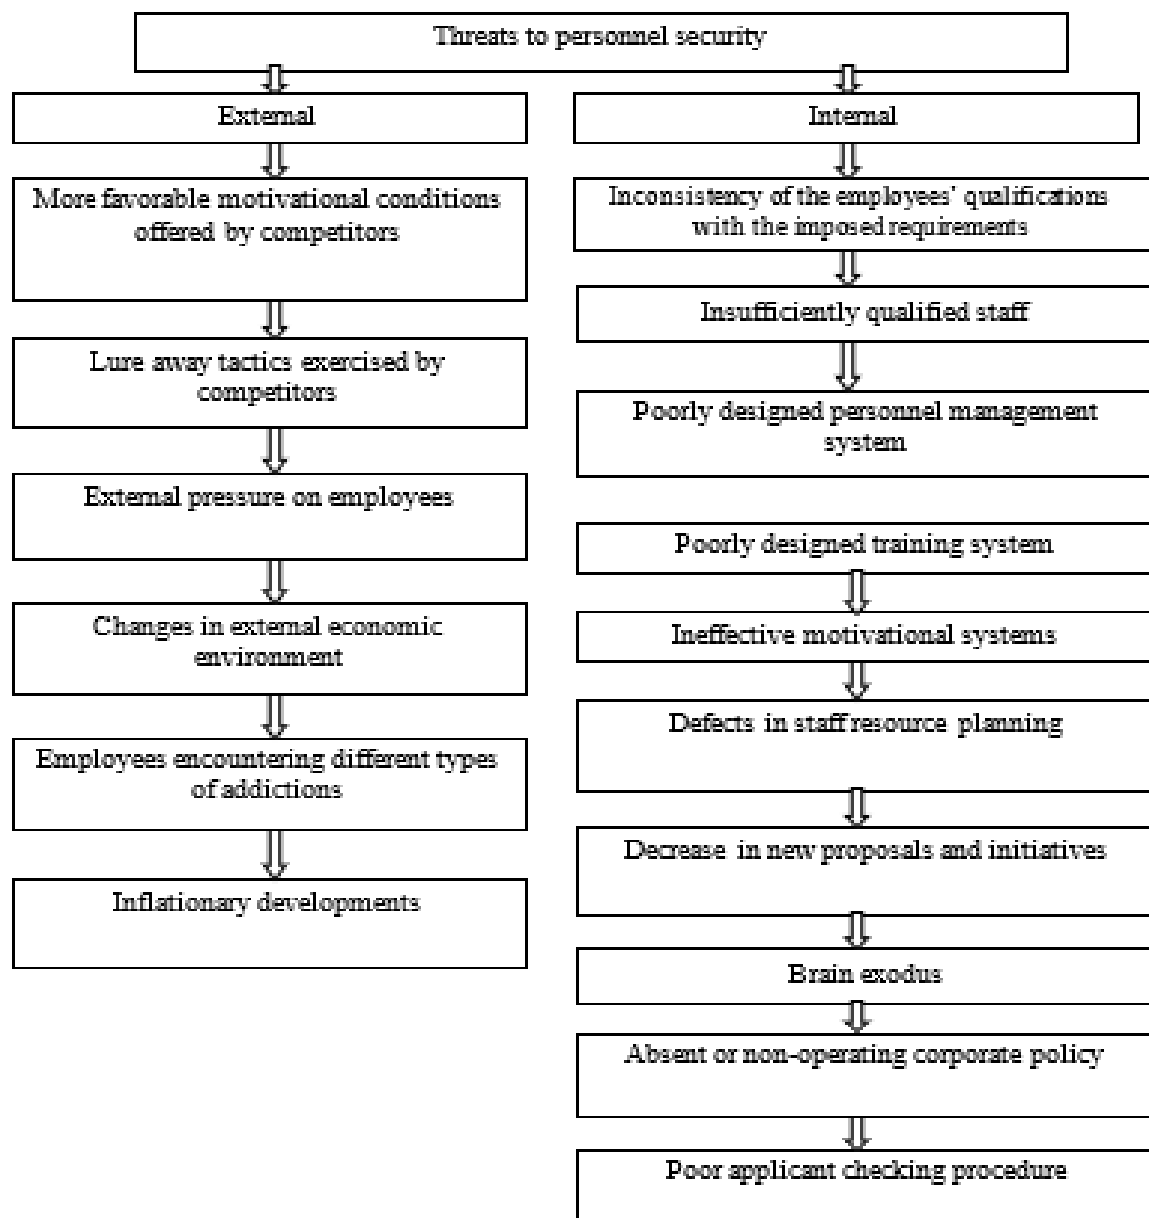 Threats to personnel security
External
More favorable motivational conditions
offered by competitors
Lure away tactics exercised by
competitors
External pressure on employees
Changes in external economic
environment
Employees encountering different types
of addictions
Inflationary developments
Internal
Inconsistency of the employees' qualifications
with the imposed requirements
Insufficiently qualified staff
Poorly designed personnel management
system
Poorly designed training system
Ineffective motivational systems
Defects in staff resource planning
Decrease in new proposals and initiatives
Brain exodus
Absent or non-operating corporate policy
Poor applicant checking procedure